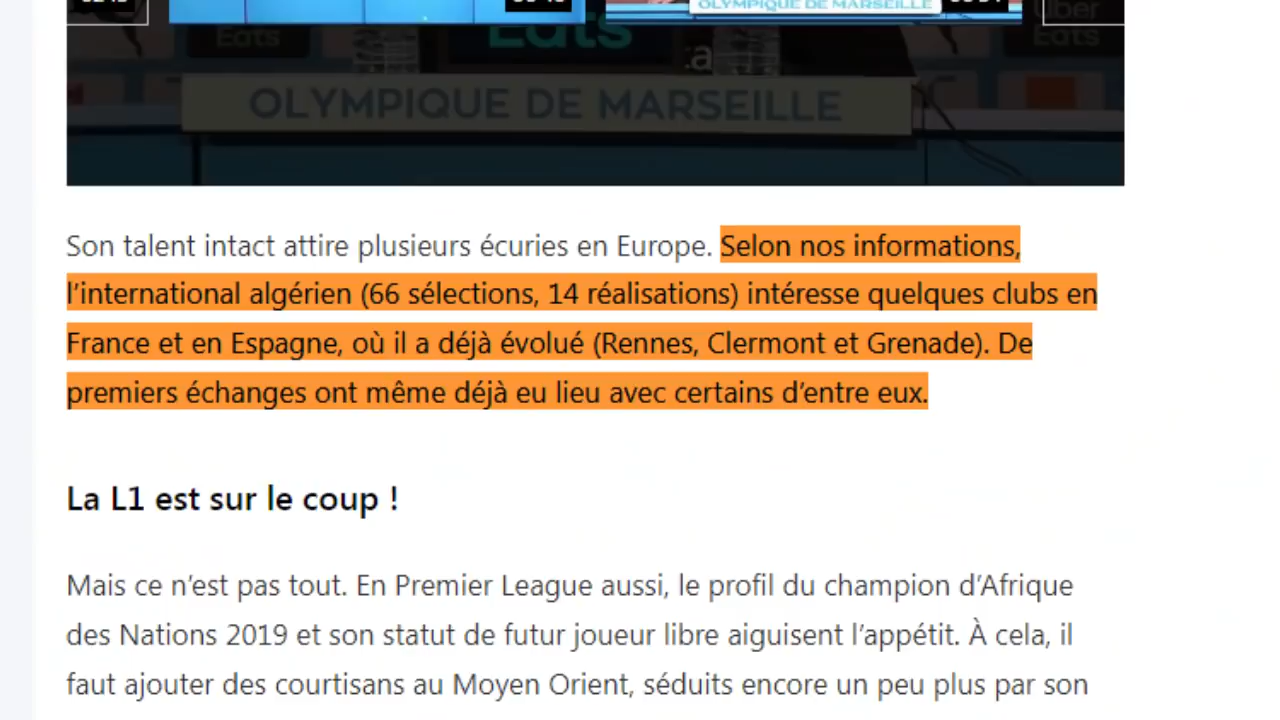 OLYMPIQUE DE MARSEILLE
Eats
Eats
Uber
Eats
OLYMPIQUE DE MARSEILLE
Son talent intact attire plusieurs écuries en Europe. Selon nos informations,
l’international algérien (66 sélections, 14 réalisations) intéresse quelques clubs en
France et en Espagne, où il a déjà évolué (Rennes, Clermont et Grenade). De
premiers échanges ont même déjà eu lieu avec certains d’entre eux.
La L1 est sur le coup !
Mais ce n’est pas tout. En Premier League aussi, le profil du champion d’Afrique
des Nations 2019 et son statut de futur joueur libre aiguisent l’appétit. À cela, il
faut ajouter des courtisans au Moyen Orient, séduits encore un peu plus par son